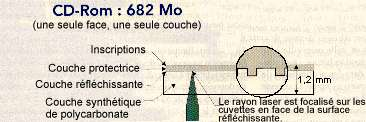 CD-Rom : 682 Mo
(une seule face, une seule couche)
Inscriptions
Couche protectrice
Couche réfléchissante
Couche synthétique
de polycarbonate
1,2 mm
Le rayon laser est focalisé sur les
cuvettes en face de la surface
réfléchissante.